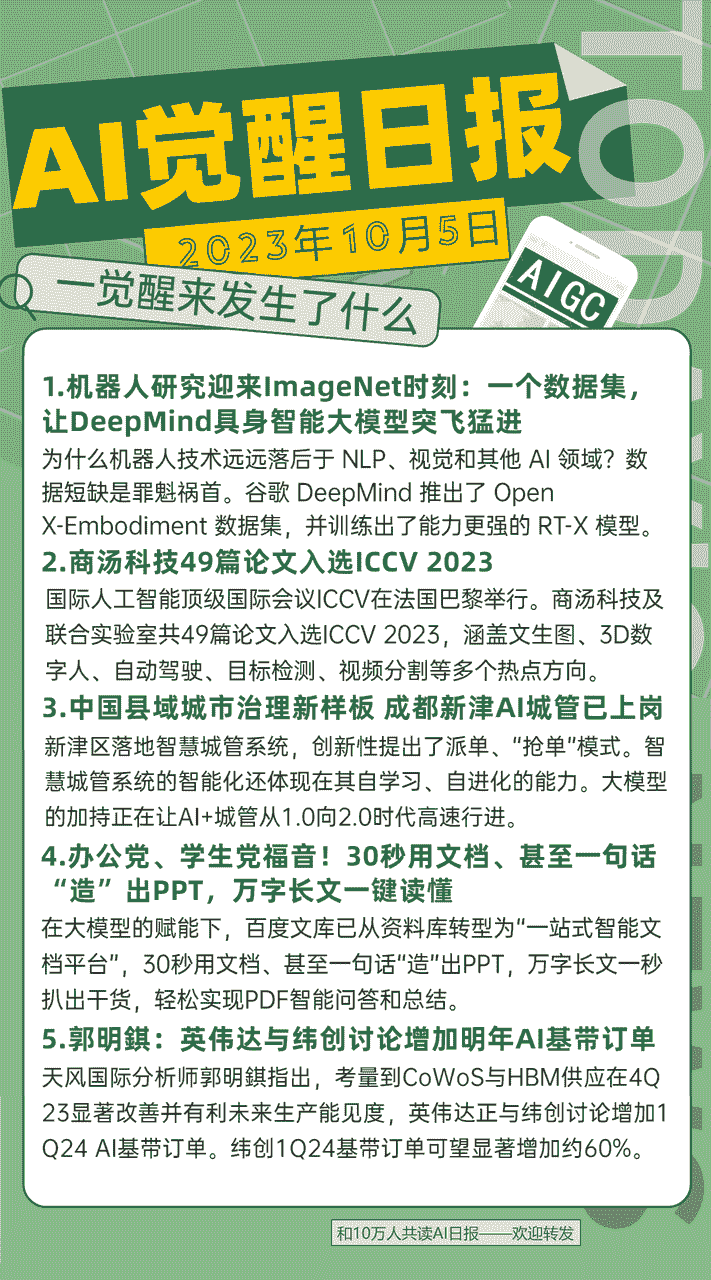 AI觉醒日报
2023年10月5日
一觉醒来发生了什么
AIGC
1.机器人研究迎来ImageNet时刻：一个数据集，
让DeepMind具身智能大模型突飞猛进
为什么机器人技术远远落后于 NLP、视觉和其他 AI 领域？数
据短缺是罪魁祸首。谷歌 DeepMind 推出了 Open
X-Embodiment 数据集，并训练出了能力更强的 RT-X 模型。
2.商汤科技49篇论文入选ICCV 2023
国际人工智能顶级国际会议ICCV在法国巴黎举行。商汤科技及
联合实验室共49篇论文入选ICCV 2023，涵盖文生图、3D数
字人、自动驾驶、目标检测、视频分割等多个热点方向。
3.中国县域城市治理新样板 成都新津AI城管已上岗
新津区落地智慧城管系统，创新性提出了派单、“抢单”模式。智
慧城管系统的智能化还体现在其自学习、自进化的能力。大模型
的加持正在让AI+城管从1.0向2.0时代高速行进。
4.办公党、学生党福音！30秒用文档、甚至一句话
“造”出PPT，万字长文一键读懂
在大模型的赋能下，百度文库已从资料库转型为“一站式智能文
档平台”，30秒用文档、甚至一句话“造”出PPT，万字长文一秒
扒出干货，轻松实现PDF智能问答和总结。
5.郭明錤：英伟达与纬创讨论增加明年AI基带订单
天风国际分析师郭明錤指出，考量到CoWoS与HBM供应在4Q
23显著改善并有利未来生产能见度，英伟达正与纬创讨论增加1
Q24 AI基带订单。纬创1Q24基带订单可望显著增加约60%。
和10万人共读AI日报——欢迎转发